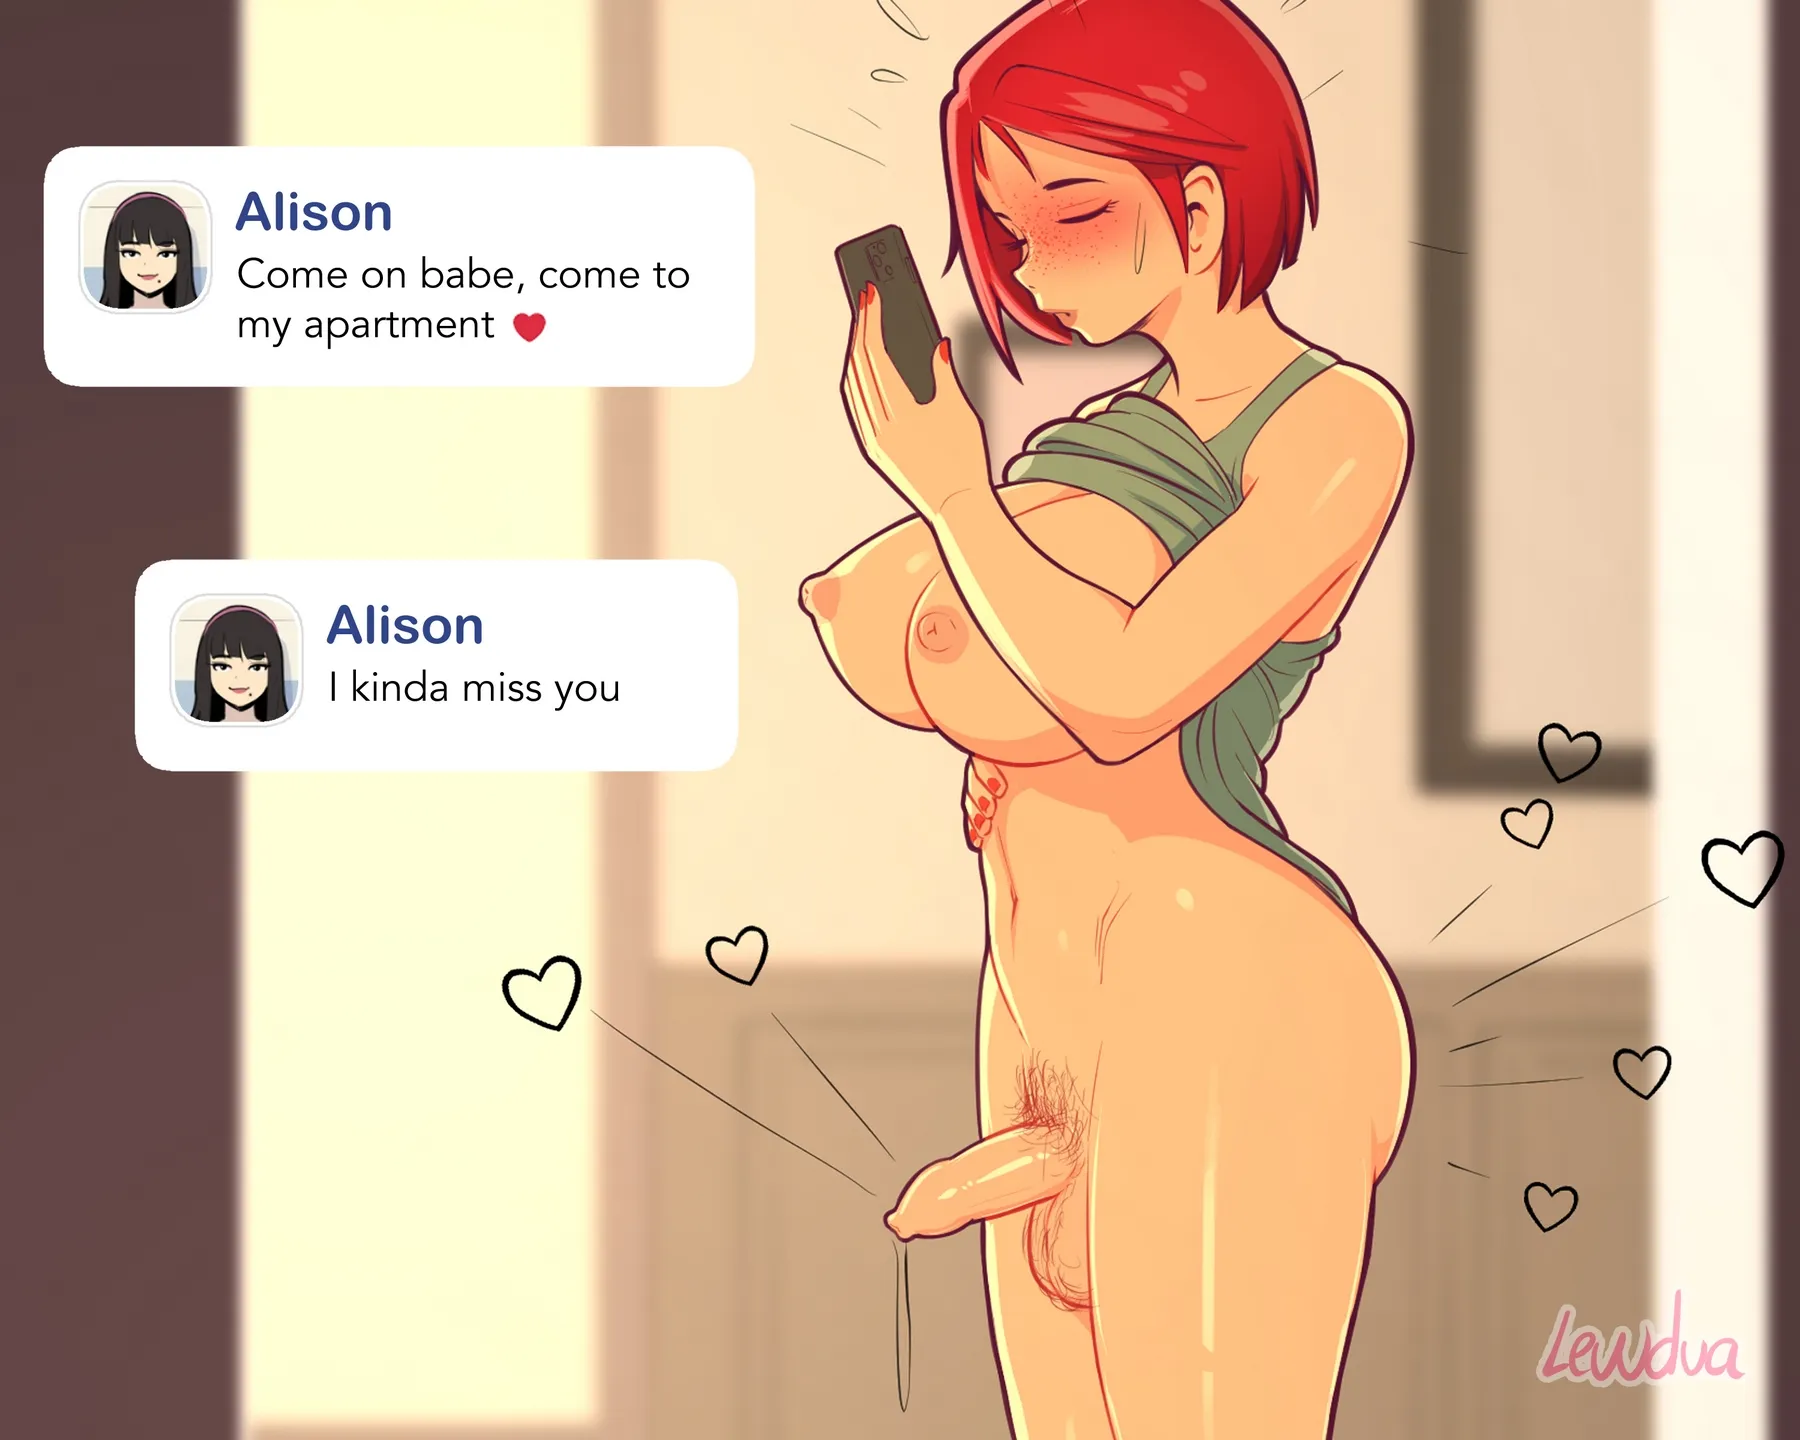 Alison
Come on babe, come to
my apartment ❤️
Alison
I kinda miss you
Lewdua